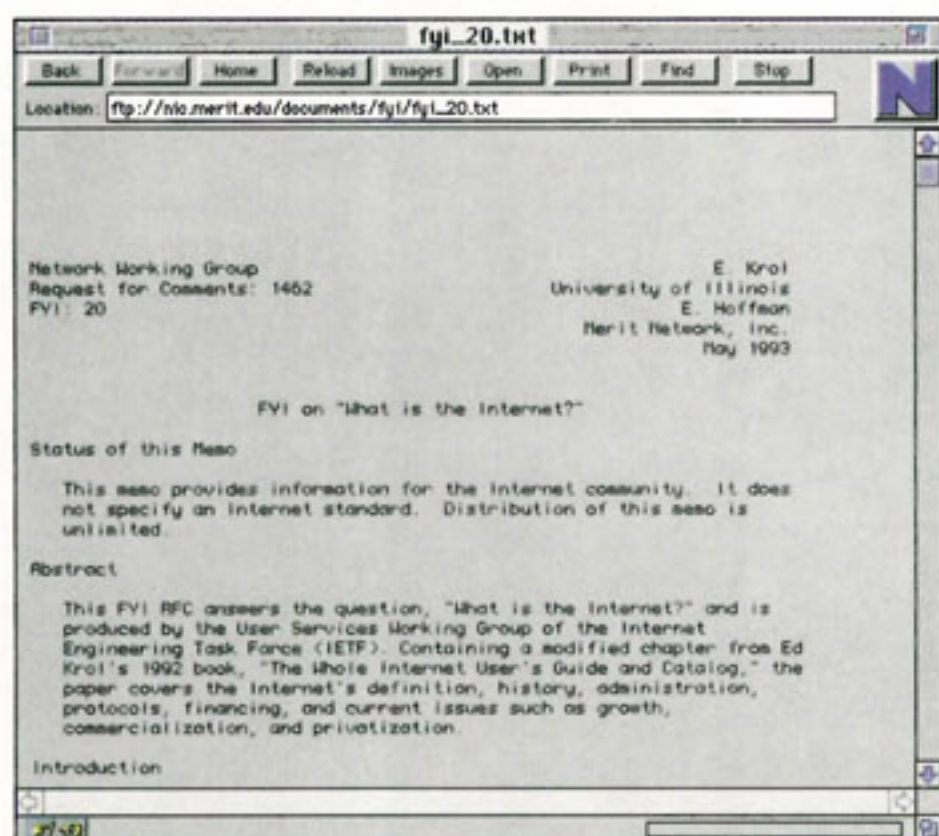 fyi_20.txt
Back Forward Home Reload Images Open Print Find Stop
Location: ftp://nic.merit.edu/documents/fyi/fyi_20.txt
N
Network Working Group E. Krol
Request for Comments: 1462 University of Illinois
FYI: 20 E. Hoffman
Merit Network, Inc.
May 1993
FYI on "What is the Internet?"
Status of this Memo
This memo provides information for the Internet community. It does
not specify an Internet standard. Distribution of this memo is
unlimited.
Abstract
This FYI RFC answers the question, "What is the Internet?" and is
produced by the User Services Working Group of the Internet
Engineering Task Force (IETF). Containing a modified chapter from Ed
Krol's 1992 book, "The Whole Internet User's Guide and Catalog," the
paper covers the Internet's definition, history, administration,
protocols, financing, and current issues such as growth,
commercialization, and privatization.
Introduction